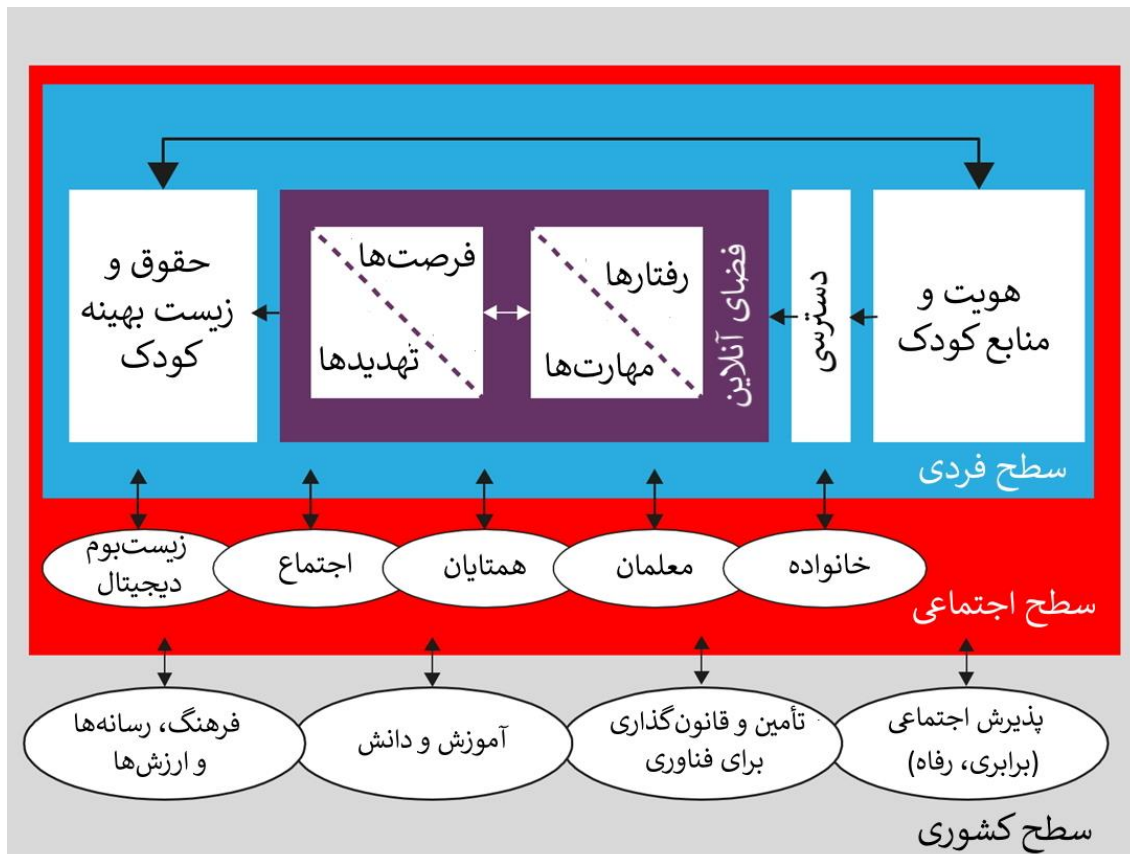 هویت و
منابع کودک
دسترسی
فضای آنلاین
رفتارها
مهارت‌ها
فرصت‌ها
تهدیدها
حقوق و
زیست بهینه
کودک
سطح فردی
خانواده
معلمان
همتایان
اجتماع
زیست‌بوم
دیجیتال
سطح اجتماعی
پذیرش اجتماعی
(برابری، رفاه)
تأمین و قانون‌گذاری
برای فناوری
آموزش و دانش
فرهنگ، رسانه‌ها
و ارزش‌ها
سطح کشوری